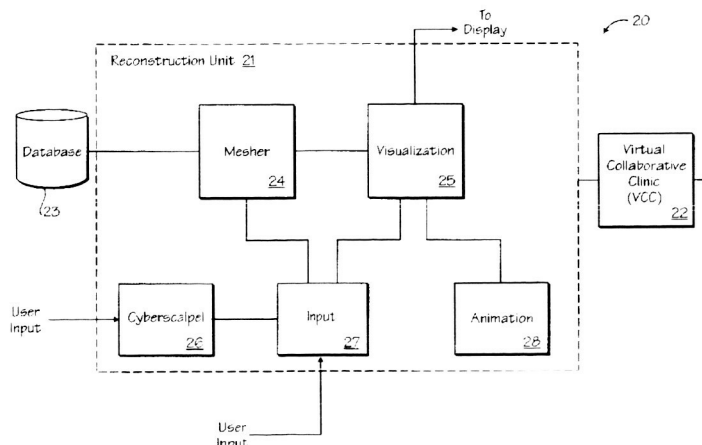 To
Display
20
Reconstruction Unit 21
Database
23
Mesher
24
Visualization
25
Virtual
Collaborative
Clinic
(VCC)
22
User
Input
Cyberscalpel
26
Input
27
Animation
28
User
Input